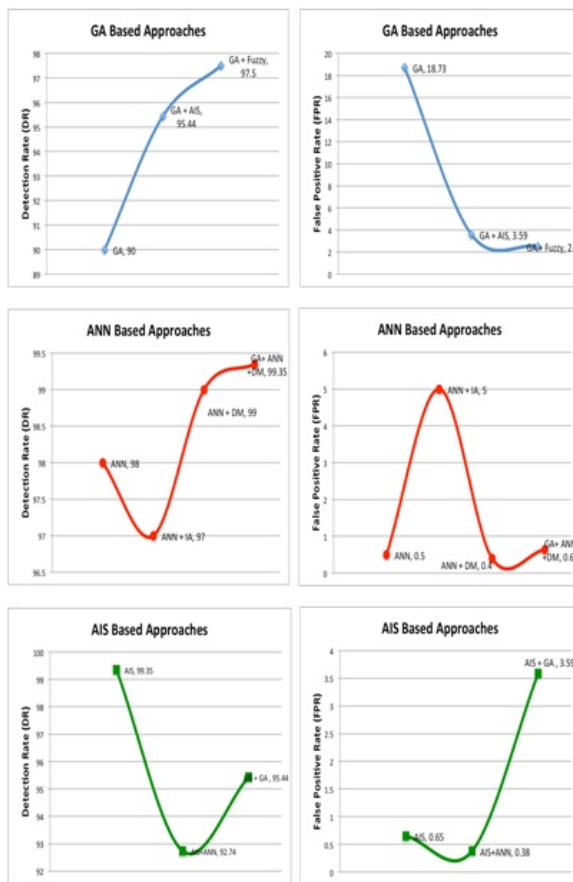 GA Based Approaches
Detection Rate (DR)
98
97
96
95
94
93
92
91
90
89
GA + Fuzzy,
97.5
GA + AIS,
95.44
GA, 90
GA Based Approaches
False Positive Rate (FPR)
20
18
16
14
12
10
8
6
4
2
0
GA, 18.73
GA + AIS, 3.59
GA + Fuzzy, 2
ANN Based Approaches
Detection Rate (DR)
99.5
99
98.5
98
97.5
97
96.5
GA+ ANN
+DM, 99.35
ANN + DM, 99
ANN, 98
ANN + IA, 97
ANN Based Approaches
False Positive Rate (FPR)
6
5
4
3
2
1
0
ANN + IA, 5
ANN, 0.5
ANN + DM, 0.4
GA+ ANN
+DM, 0.6
AIS Based Approaches
Detection Rate (DR)
100
99
98
97
96
95
94
93
92
AIS, 99.35
+ GA , 95.44
AIS+ANN, 92.74
AIS Based Approaches
False Positive Rate (FPR)
4
3.5
3
2.5
2
1.5
1
0.5
0
AIS + GA , 3.59
AIS, 0.65
AIS+ANN, 0.38